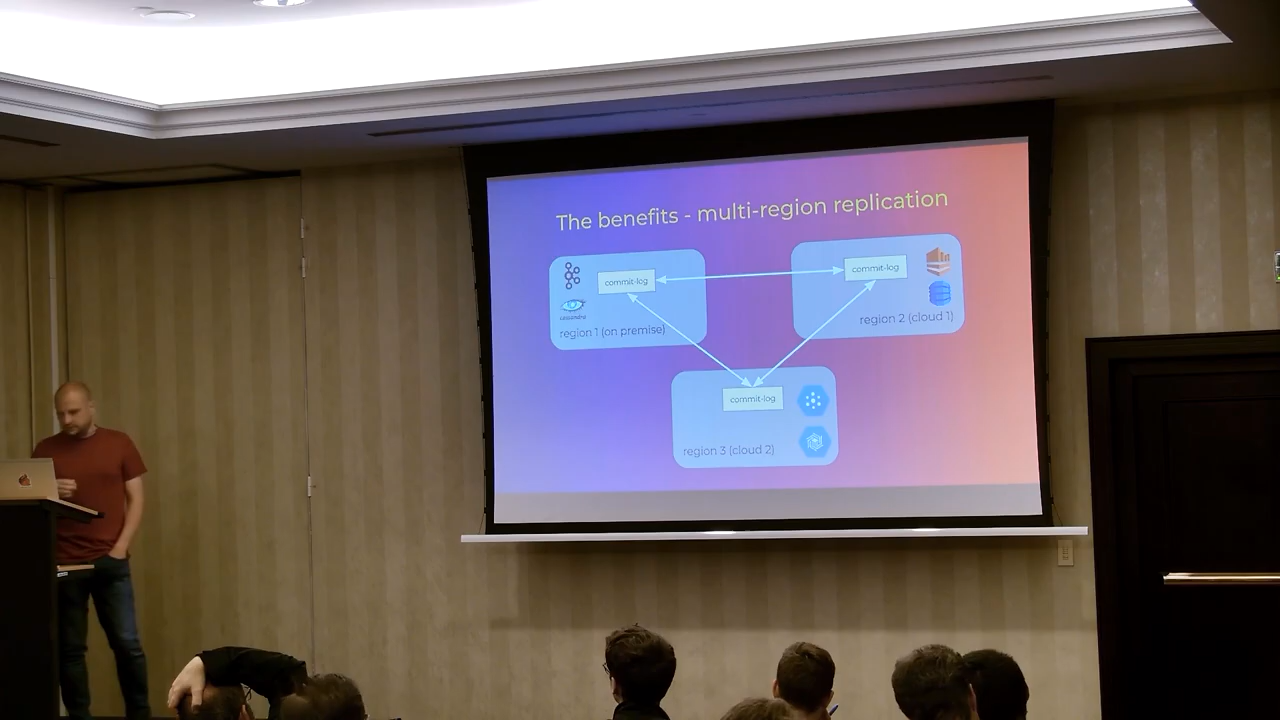 The benefits - multi-region replication
commit-log
cassandra
region 1 (on premise)
commit-log
region 2 (cloud 1)
commit-log
region 3 (cloud 2)